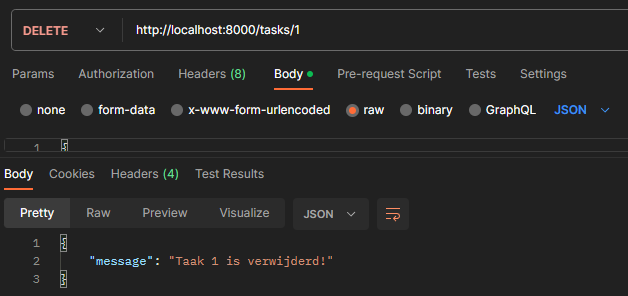 DELETE http://localhost:8000/tasks/1
Params Authorization Headers (8) Body Pre-request Script Tests Settings
none form-data x-www-form-urlencoded raw binary GraphQL JSON
1 {
Body Cookies Headers (4) Test Results
Pretty Raw Preview Visualize JSON
1 {
2 "message": "Taak 1 is verwijderd!"
3 }